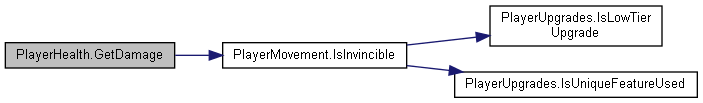 PlayerHealth.GetDamage
PlayerMovement.IsInvincible
PlayerUpgrades.IsLowTier
Upgrade
PlayerUpgrades.IsUniqueFeatureUsed